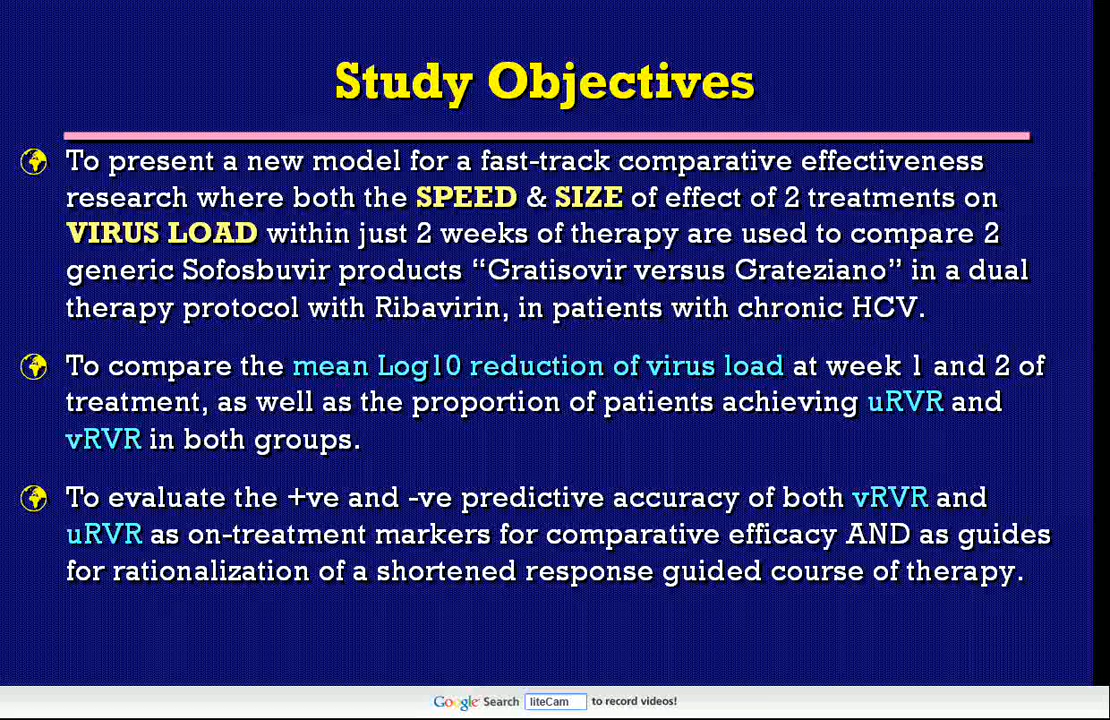 Study Objectives
To present a new model for a fast-track comparative effectiveness
research where both the SPEED & SIZE of effect of 2 treatments on
VIRUS LOAD within just 2 weeks of therapy are used to compare 2
generic Sofosbuvir products “Gratisovir versus Grateziano” in a dual
therapy protocol with Ribavirin, in patients with chronic HCV.
To compare the mean Log10 reduction of virus load at week 1 and 2 of
treatment, as well as the proportion of patients achieving uRVR and
vRVR in both groups.
To evaluate the +ve and -ve predictive accuracy of both vRVR and
uRVR as on-treatment markers for comparative efficacy AND as guides
for rationalization of a shortened response guided course of therapy.
Google Search liteCam to record videos!